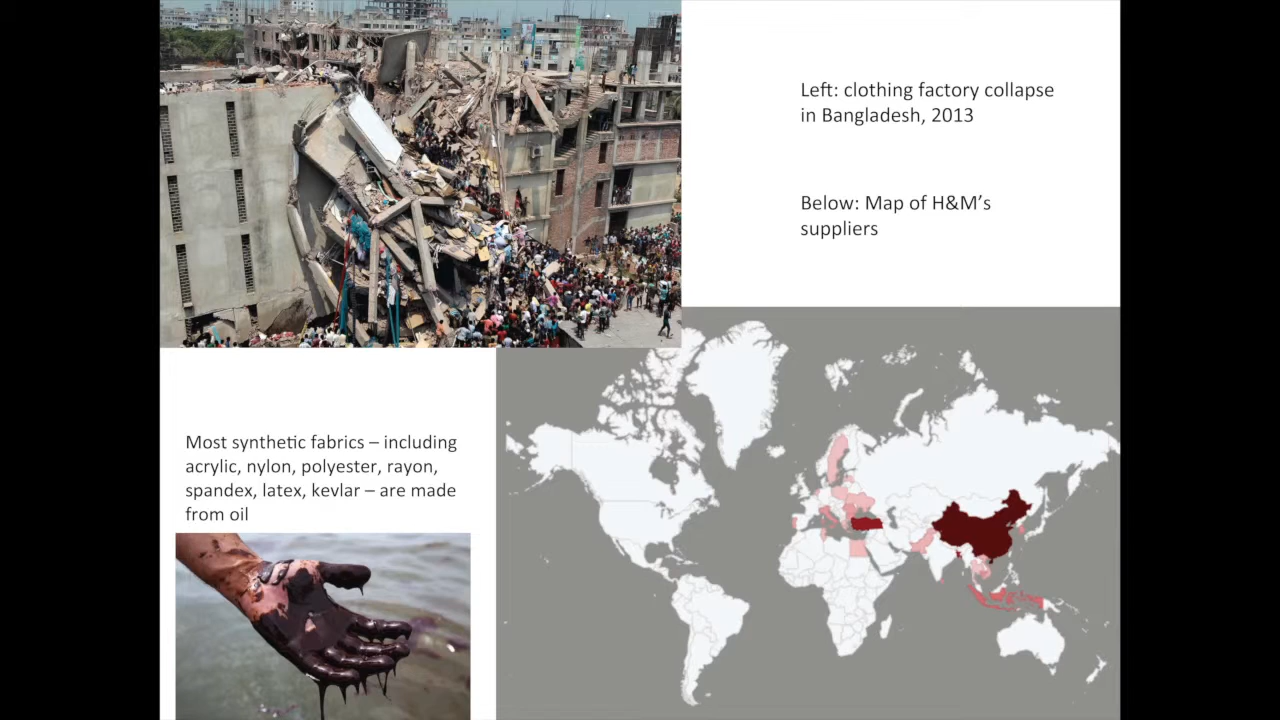 Left: clothing factory collapse
in Bangladesh, 2013
Below: Map of H&M’s
suppliers
Most synthetic fabrics – including
acrylic, nylon, polyester, rayon,
spandex, latex, kevlar – are made
from oil